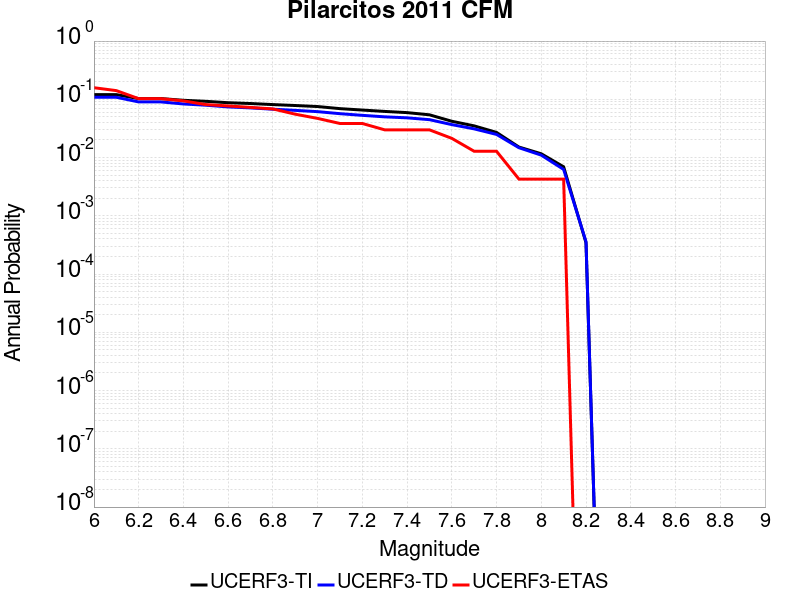 Pilarcitos 2011 CFM
10^0
10^-1
10^-2
10^-3
10^-4
10^-5
10^-6
10^-7
10^-8
Annual Probability
6 6.2 6.4 6.6 6.8 7 7.2 7.4 7.6 7.8 8 8.2 8.4 8.6 8.8 9
Magnitude
UCERF3-TI UCERF3-TD UCERF3-ETAS